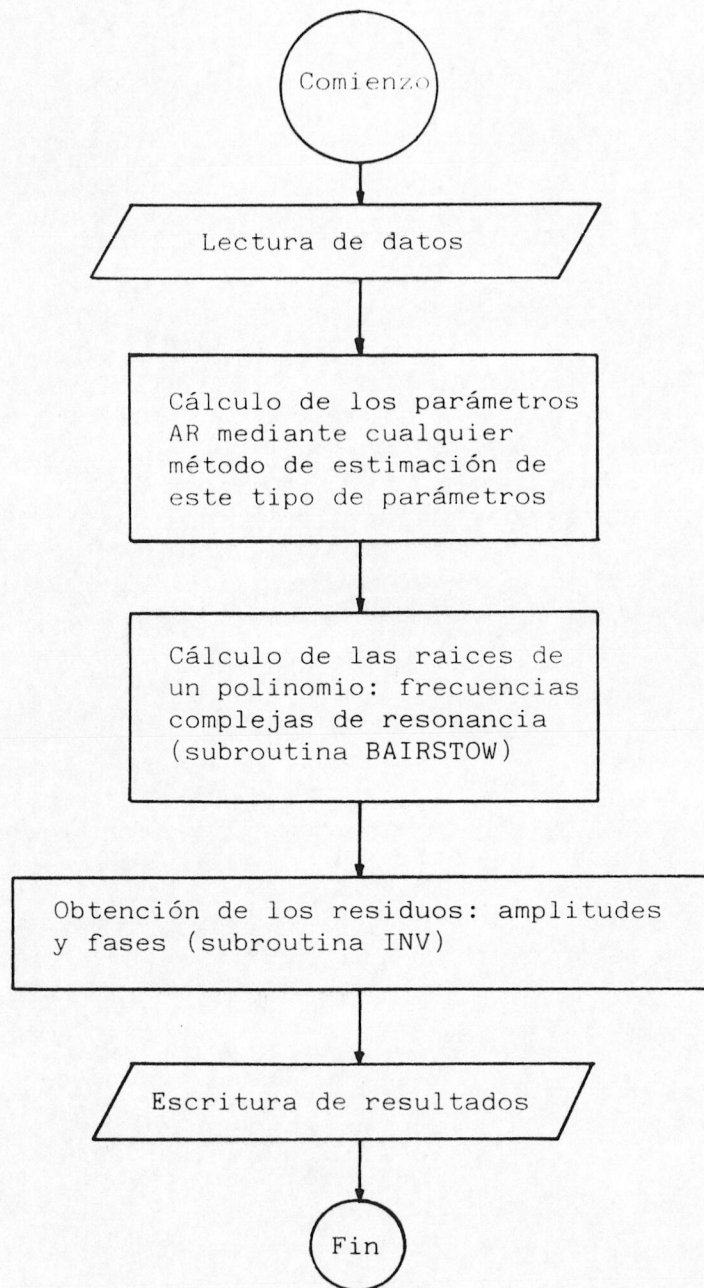 Comienzo
Lectura de datos
Cálculo de los parámetros
AR mediante cualquier
método de estimación de
este tipo de parámetros
Cálculo de las raices de
un polinomio: frecuencias
complejas de resonancia
(subroutina BAIRSTOW)
Obtención de los residuos: amplitudes
y fases (subroutina INV)
Escritura de resultados
Fin